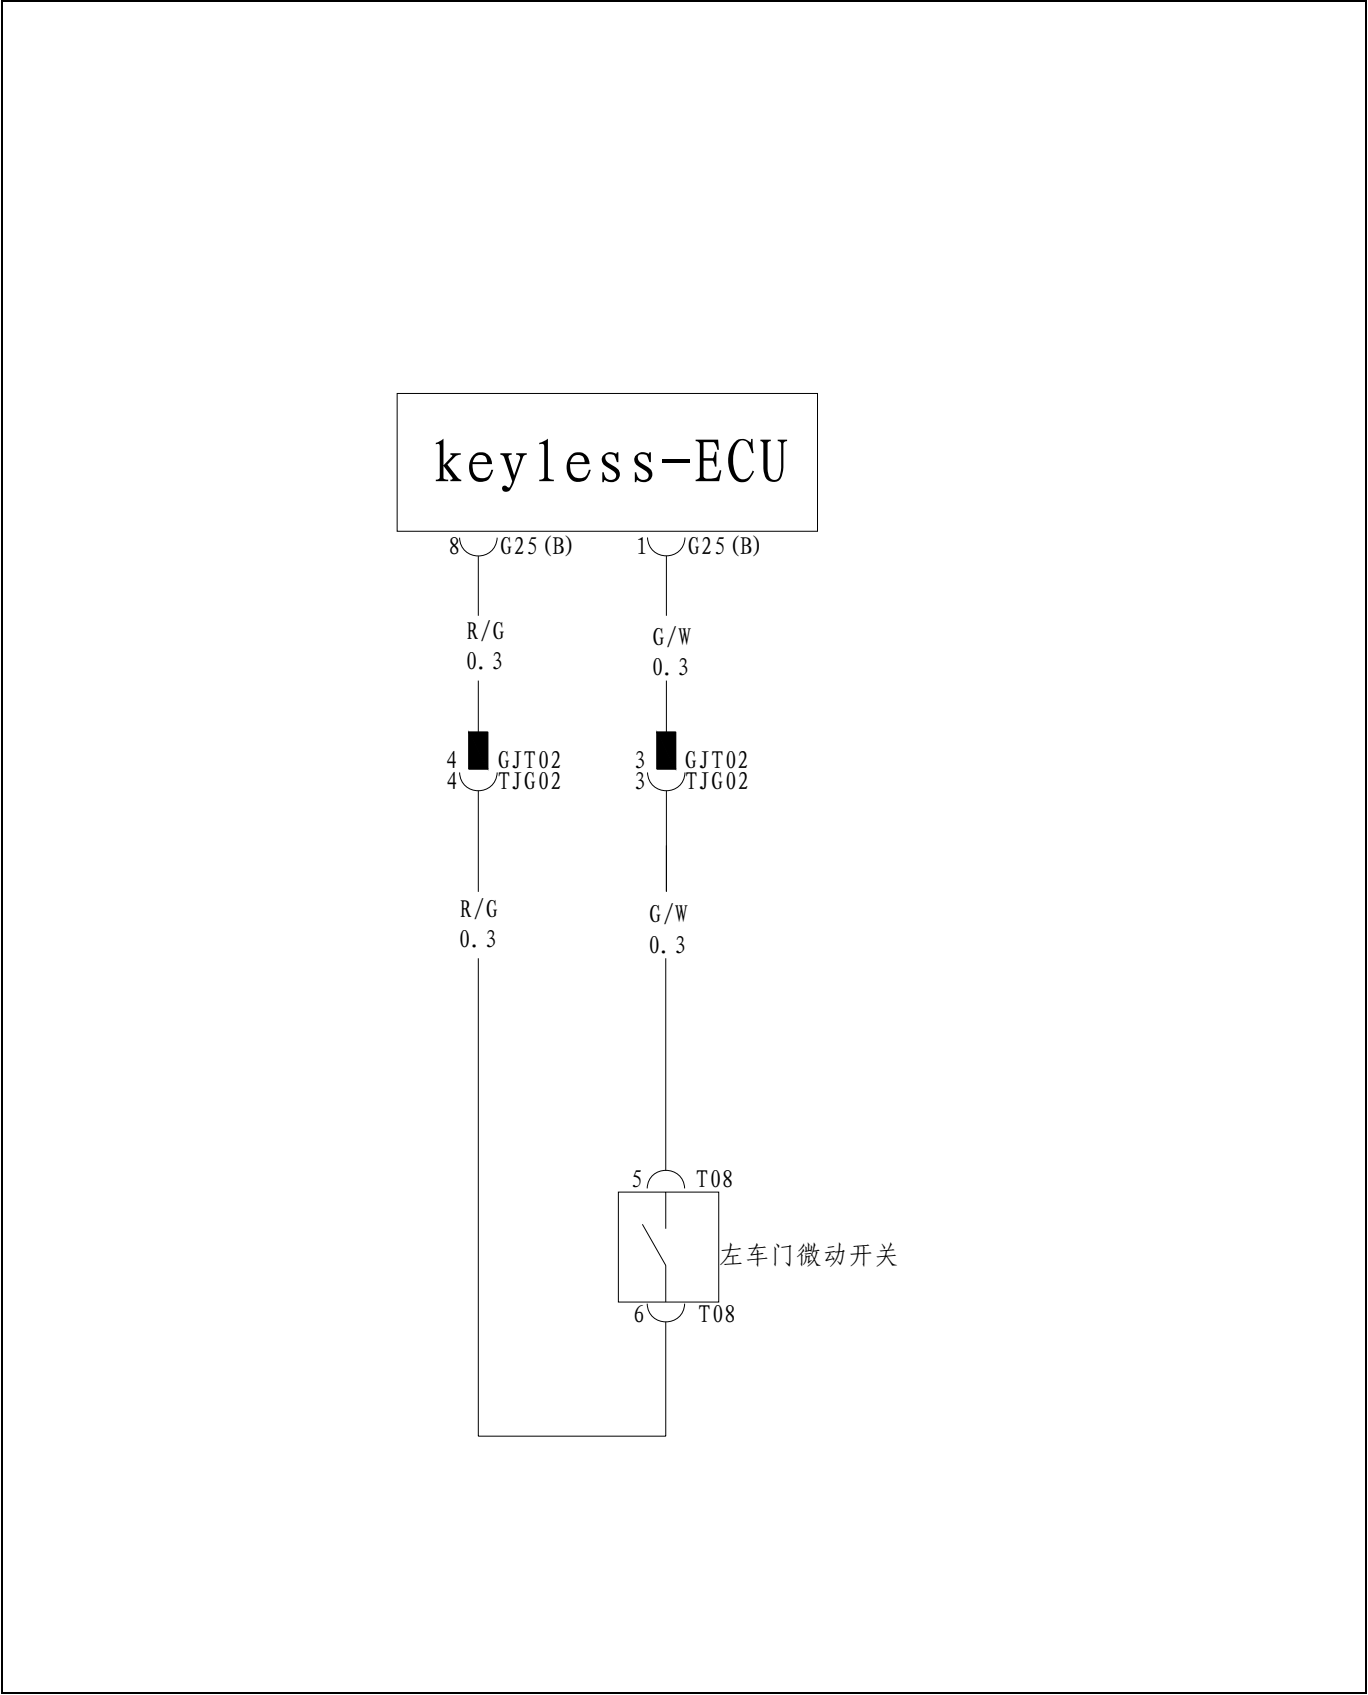 keyless-ECU
8 G25(B) 1 G25(B)
R/G G/W
0.3 0.3
4 GJT02 3 GJT02
4 TJG02 3 TJG02
R/G G/W
0.3 0.3
5 T08
左车门微动开关
6 T08